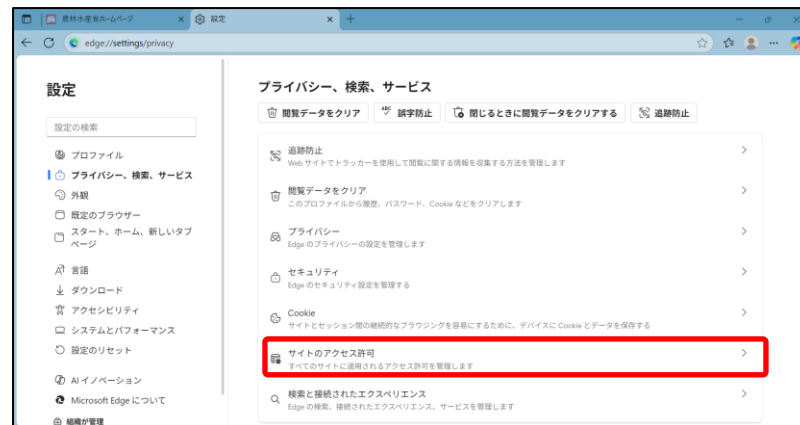 農林水産省ホームページ
設定
edge://settings/privacy
設定
設定の検索
プロファイル
プライバシー、検索、サービス
外観
既定のブラウザー
スタート、ホーム、新しいタブ
ページ
言語
ダウンロード
アクセシビリティ
システムとパフォーマンス
設定のリセット
AI イノベーション
Microsoft Edge について
組織が管理
プライバシー、検索、サービス
閲覧データをクリア
ABC 誤字防止
閉じるときに閲覧データをクリアする
追跡防止
追跡防止
Web サイトでトラッカーを使用して閲覧に関する情報を収集する方法を管理します
閲覧データをクリア
このプロファイルから履歴、パスワード、Cookie などをクリアします
プライバシー
Edge のプライバシーの設定を管理します
セキュリティ
Edge のセキュリティ設定を管理する
Cookie
サイトとセッション間の継続的なブラウジングを容易にするために、デバイスに Cookie とデータを保存する
サイトのアクセス許可
すべてのサイトに適用されるアクセス許可を管理します
検索と接続されたエクスペリエンス
Edge の検索、接続されたエクスペリエンス、サービスを管理します